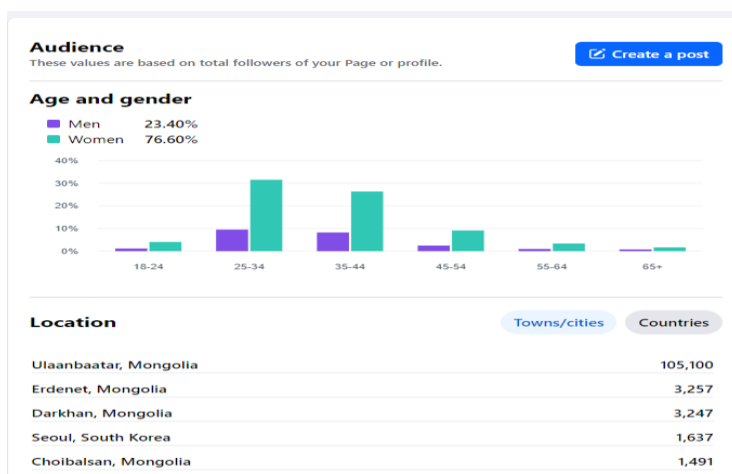 Audience
These values are based on total followers of your Page or profile.
Create a post
Age and gender
Men 23.40%
Women 76.60%
40%
30%
20%
10%
0%
18-24 25-34 35-44 45-54 55-64 65+
Location
Towns/cities Countries
Ulaanbaatar, Mongolia 105,100
Erdenet, Mongolia 3,257
Darkhan, Mongolia 3,247
Seoul, South Korea 1,637
Choibalsan, Mongolia 1,491